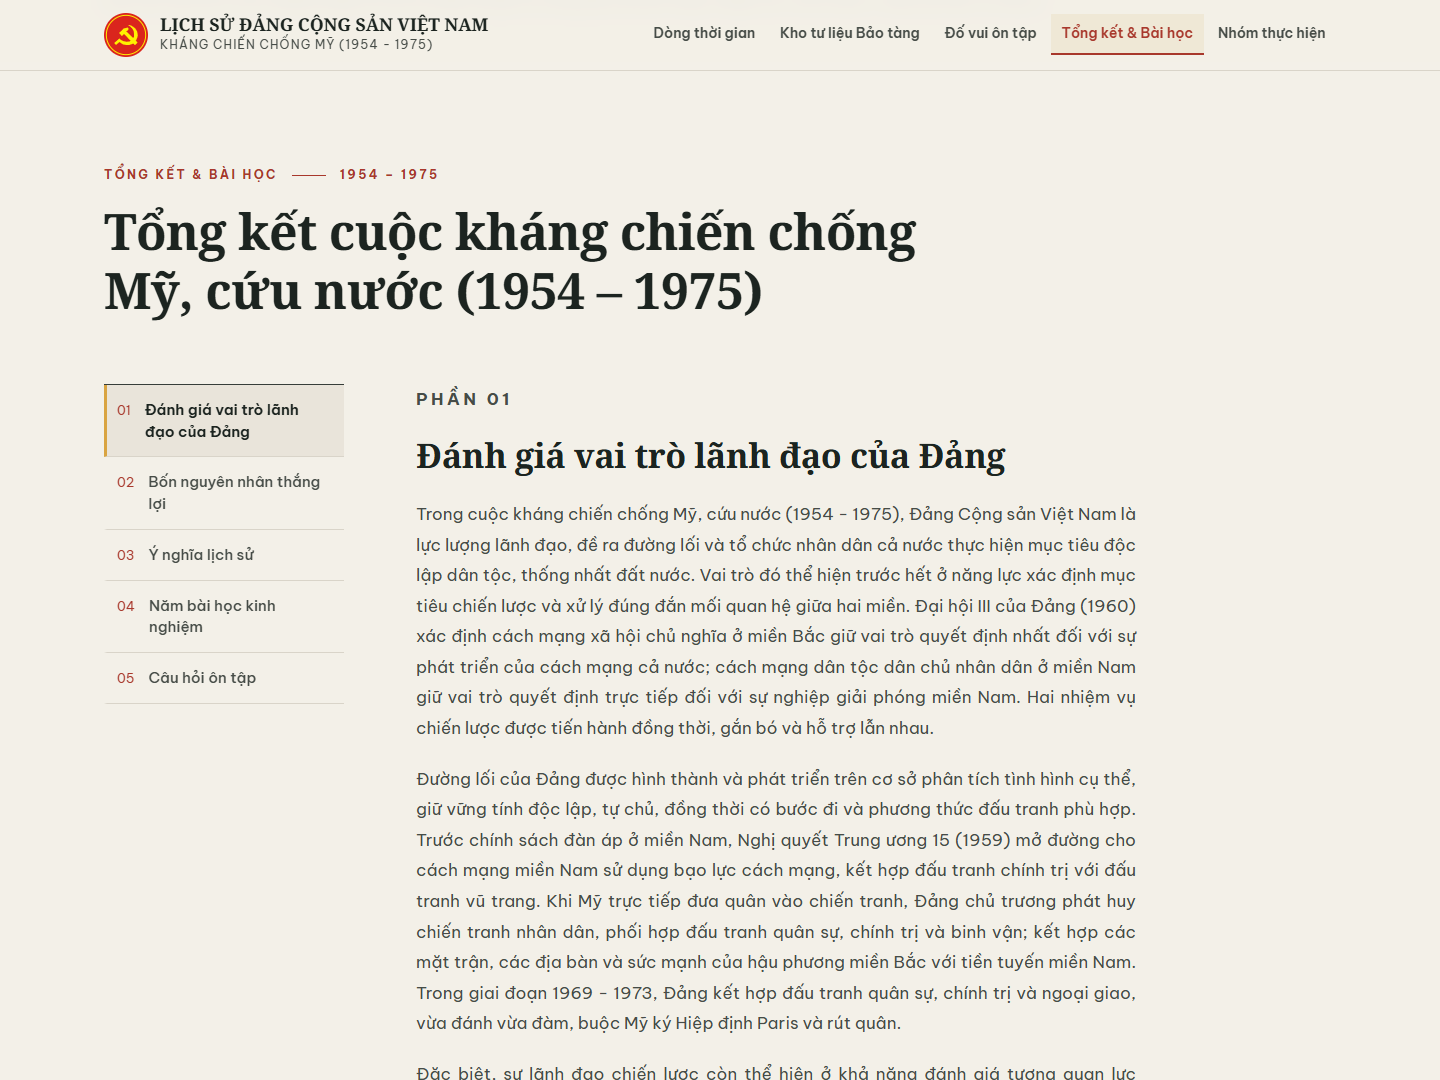 LỊCH SỬ ĐẢNG CỘNG SẢN VIỆT NAM
KHÁNG CHIẾN CHỐNG MỸ (1954 - 1975)
Dòng thời gian
Kho tư liệu Bảo tàng
Đố vui ôn tập
Tổng kết & Bài học
Nhóm thực hiện
TỔNG KẾT & BÀI HỌC — 1954 – 1975
Tổng kết cuộc kháng chiến chống
Mỹ, cứu nước (1954 – 1975)
01 Đánh giá vai trò lãnh
đạo của Đảng
02 Bốn nguyên nhân thắng
lợi
03 Ý nghĩa lịch sử
04 Năm bài học kinh
nghiệm
05 Câu hỏi ôn tập
PHẦN 01
Đánh giá vai trò lãnh đạo của Đảng
Trong cuộc kháng chiến chống Mỹ, cứu nước (1954 - 1975), Đảng Cộng sản Việt Nam là
lực lượng lãnh đạo, đề ra đường lối và tổ chức nhân dân cả nước thực hiện mục tiêu độc
lập dân tộc, thống nhất đất nước. Vai trò đó thể hiện trước hết ở năng lực xác định mục
tiêu chiến lược và xử lý đúng đắn mối quan hệ giữa hai miền. Đại hội III của Đảng (1960)
xác định cách mạng xã hội chủ nghĩa ở miền Bắc giữ vai trò quyết định nhất đối với sự
phát triển của cách mạng cả nước; cách mạng dân tộc dân chủ nhân dân ở miền Nam
giữ vai trò quyết định trực tiếp đối với sự nghiệp giải phóng miền Nam. Hai nhiệm vụ
chiến lược được tiến hành đồng thời, gắn bó và hỗ trợ lẫn nhau.
Đường lối của Đảng được hình thành và phát triển trên cơ sở phân tích tình hình cụ thể,
giữ vững tính độc lập, tự chủ, đồng thời có bước đi và phương thức đấu tranh phù hợp.
Trước chính sách đàn áp ở miền Nam, Nghị quyết Trung ương 15 (1959) mở đường cho
cách mạng miền Nam sử dụng bạo lực cách mạng, kết hợp đấu tranh chính trị với đấu
tranh vũ trang. Khi Mỹ trực tiếp đưa quân vào chiến tranh, Đảng chủ trương phát huy
chiến tranh nhân dân, phối hợp đấu tranh quân sự, chính trị và binh vận; kết hợp các
mặt trận, các địa bàn và sức mạnh của hậu phương miền Bắc với tiền tuyến miền Nam.
Trong giai đoạn 1969 - 1973, Đảng kết hợp đấu tranh quân sự, chính trị và ngoại giao,
vừa đánh vừa đàm, buộc Mỹ ký Hiệp định Paris và rút quân.
Đặc biệt, sự lãnh đạo chiến lược còn thể hiện ở khả năng đánh giá tương quan lực